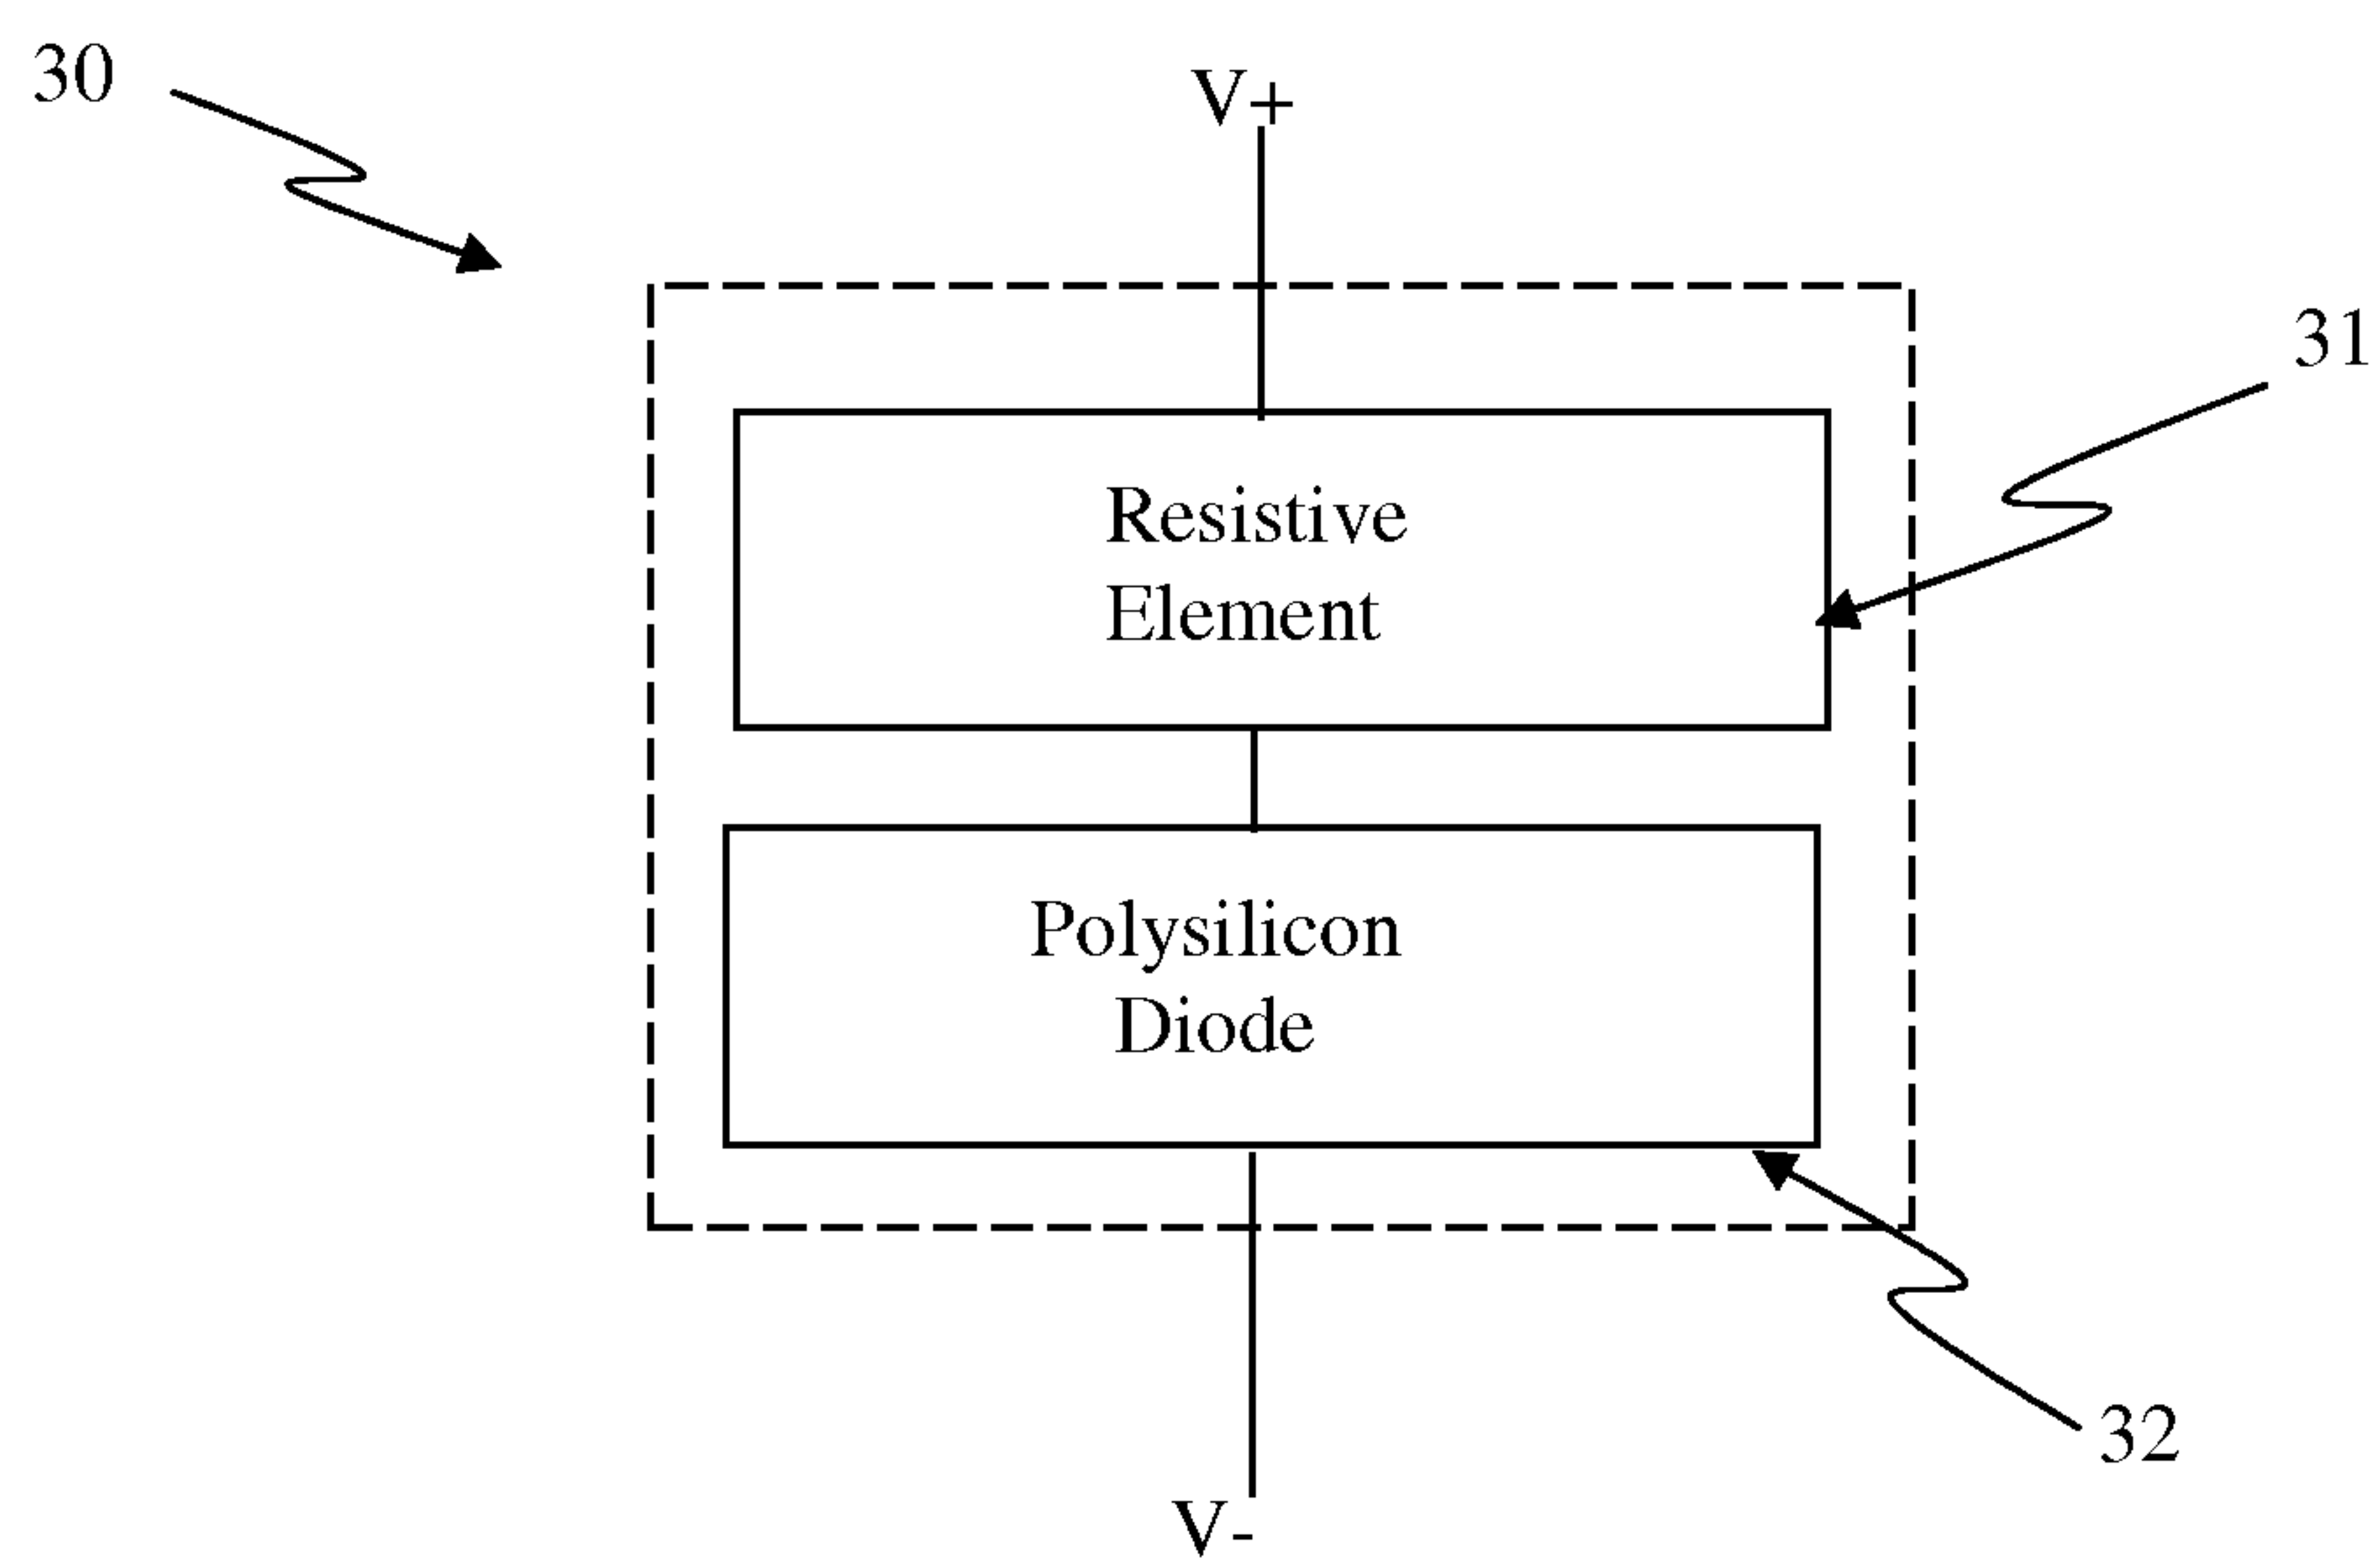 30
V+
31
Resistive
Element
Polysilicon
Diode
32
V-